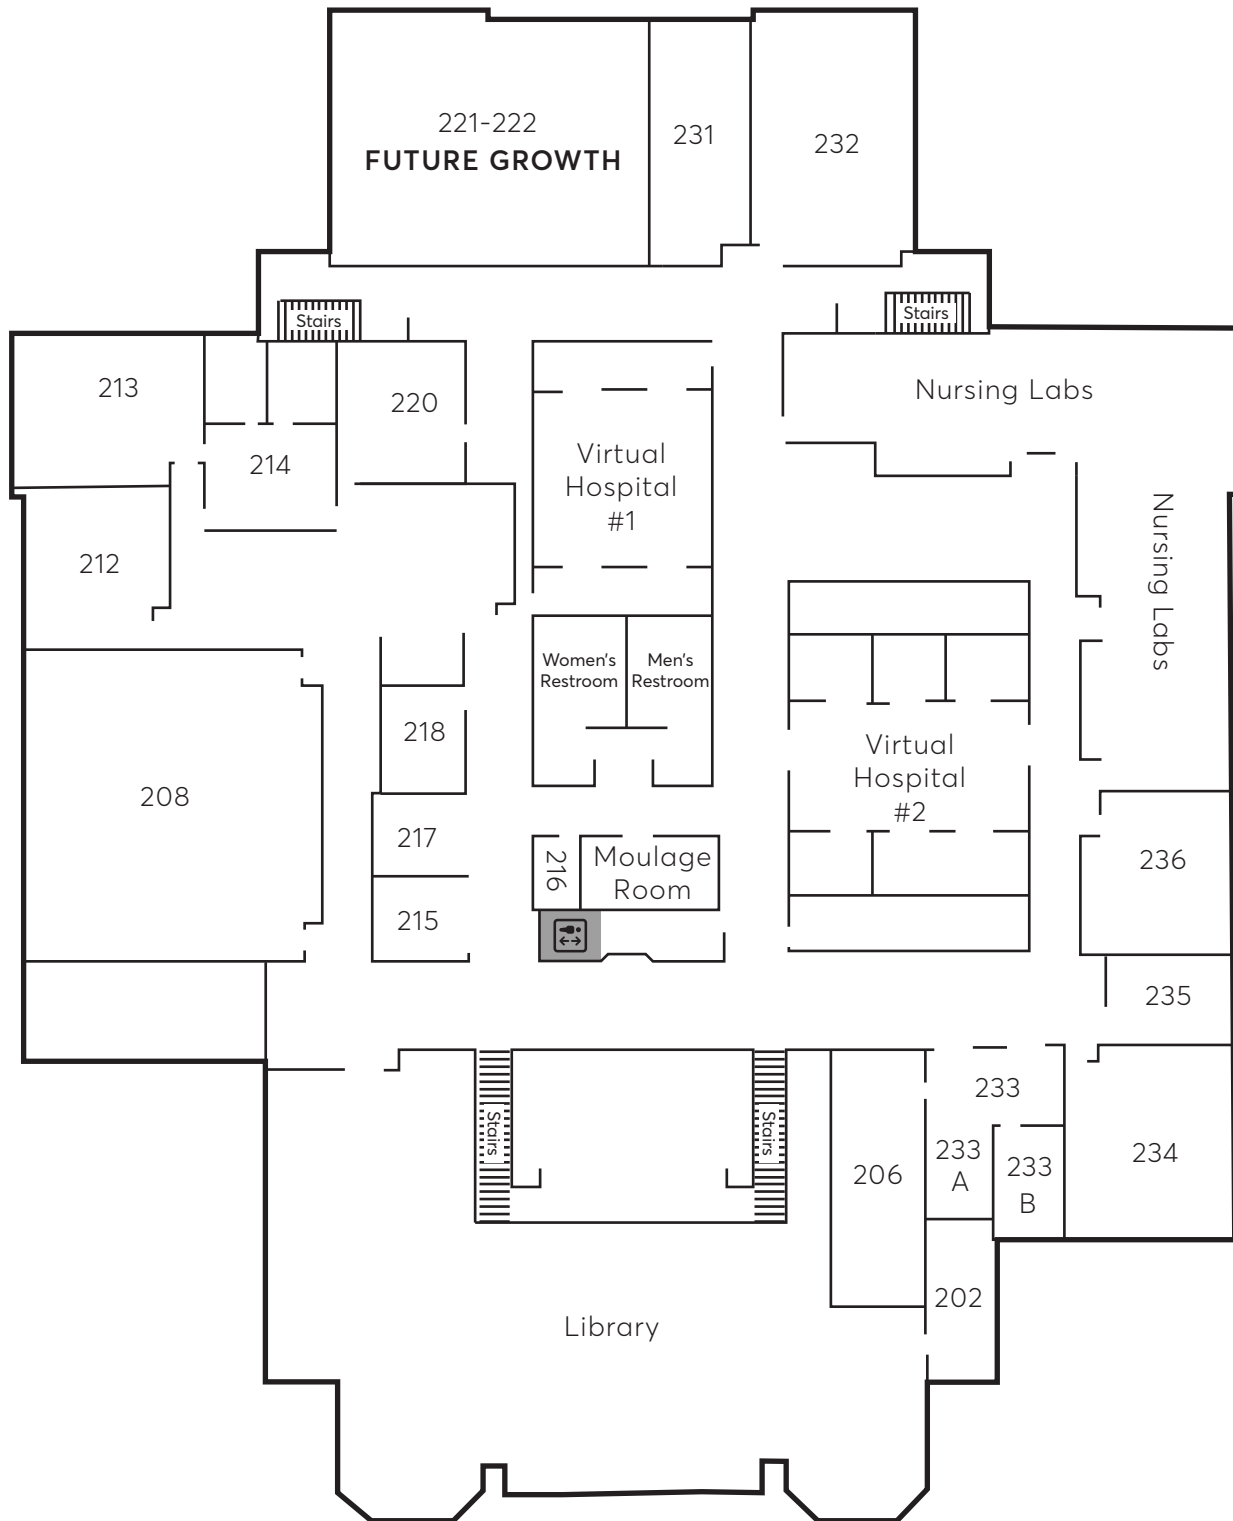 221-222
FUTURE GROWTH
231
232
Stairs
Stairs
213
220
Nursing Labs
214
Virtual
Hospital
#1
Nursing Labs
212
Women's
Restroom
Men's
Restroom
218
Virtual
Hospital
#2
208
217
216
Moulage
Room
236
215
235
Stairs
Stairs
233
206
233
A
233
B
234
202
Library